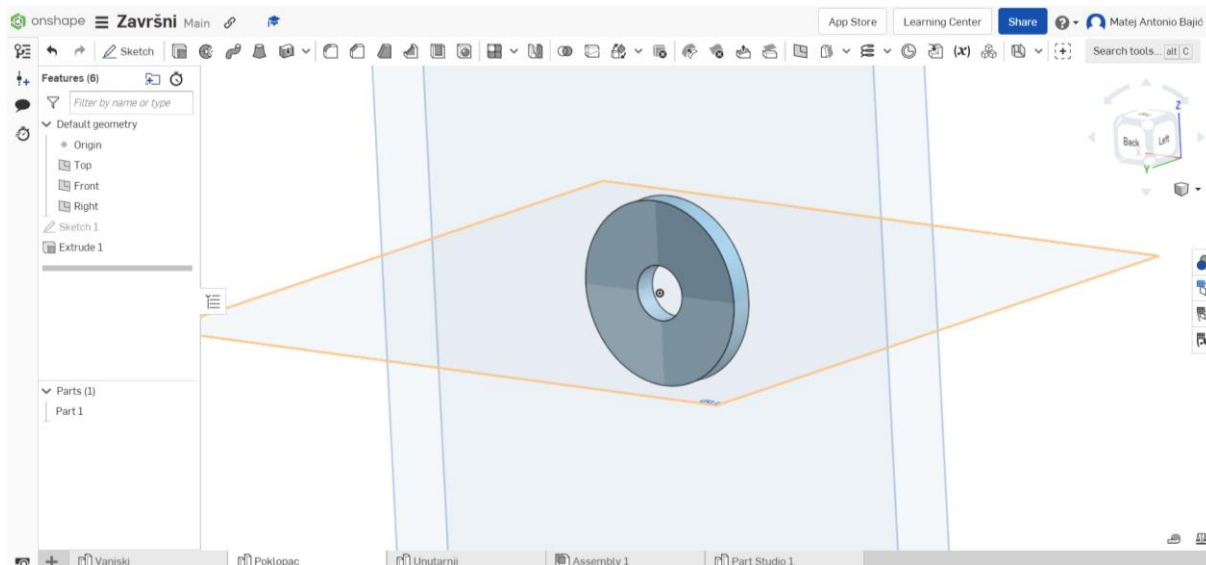 onshape Završni Main App Store Learning Center Share Matej Antonio Bajić
Sketch (x) Search tools... alt C
Features (6)
Filter by name or type
Default geometry
Origin
Top
Front
Right
Sketch 1
Extrude 1
Z
Back Left
X
Y
Parts (1)
Part 1
Vanjski Poklopac Unutarnji Assembly 1 Part Studio 1